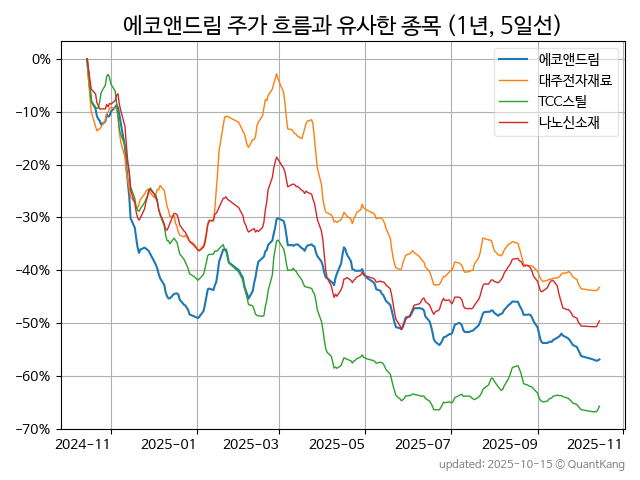 에코앤드림 주가 흐름과 유사한 종목 (1년, 5일선)
에코앤드림
대주전자재료
TCC스틸
나노신소재
0%
−10%
−20%
−30%
−40%
−50%
−60%
−70%
2024-11 2025-01 2025-03 2025-05 2025-07 2025-09 2025-11
updated: 2025-10-15 © QuantKang